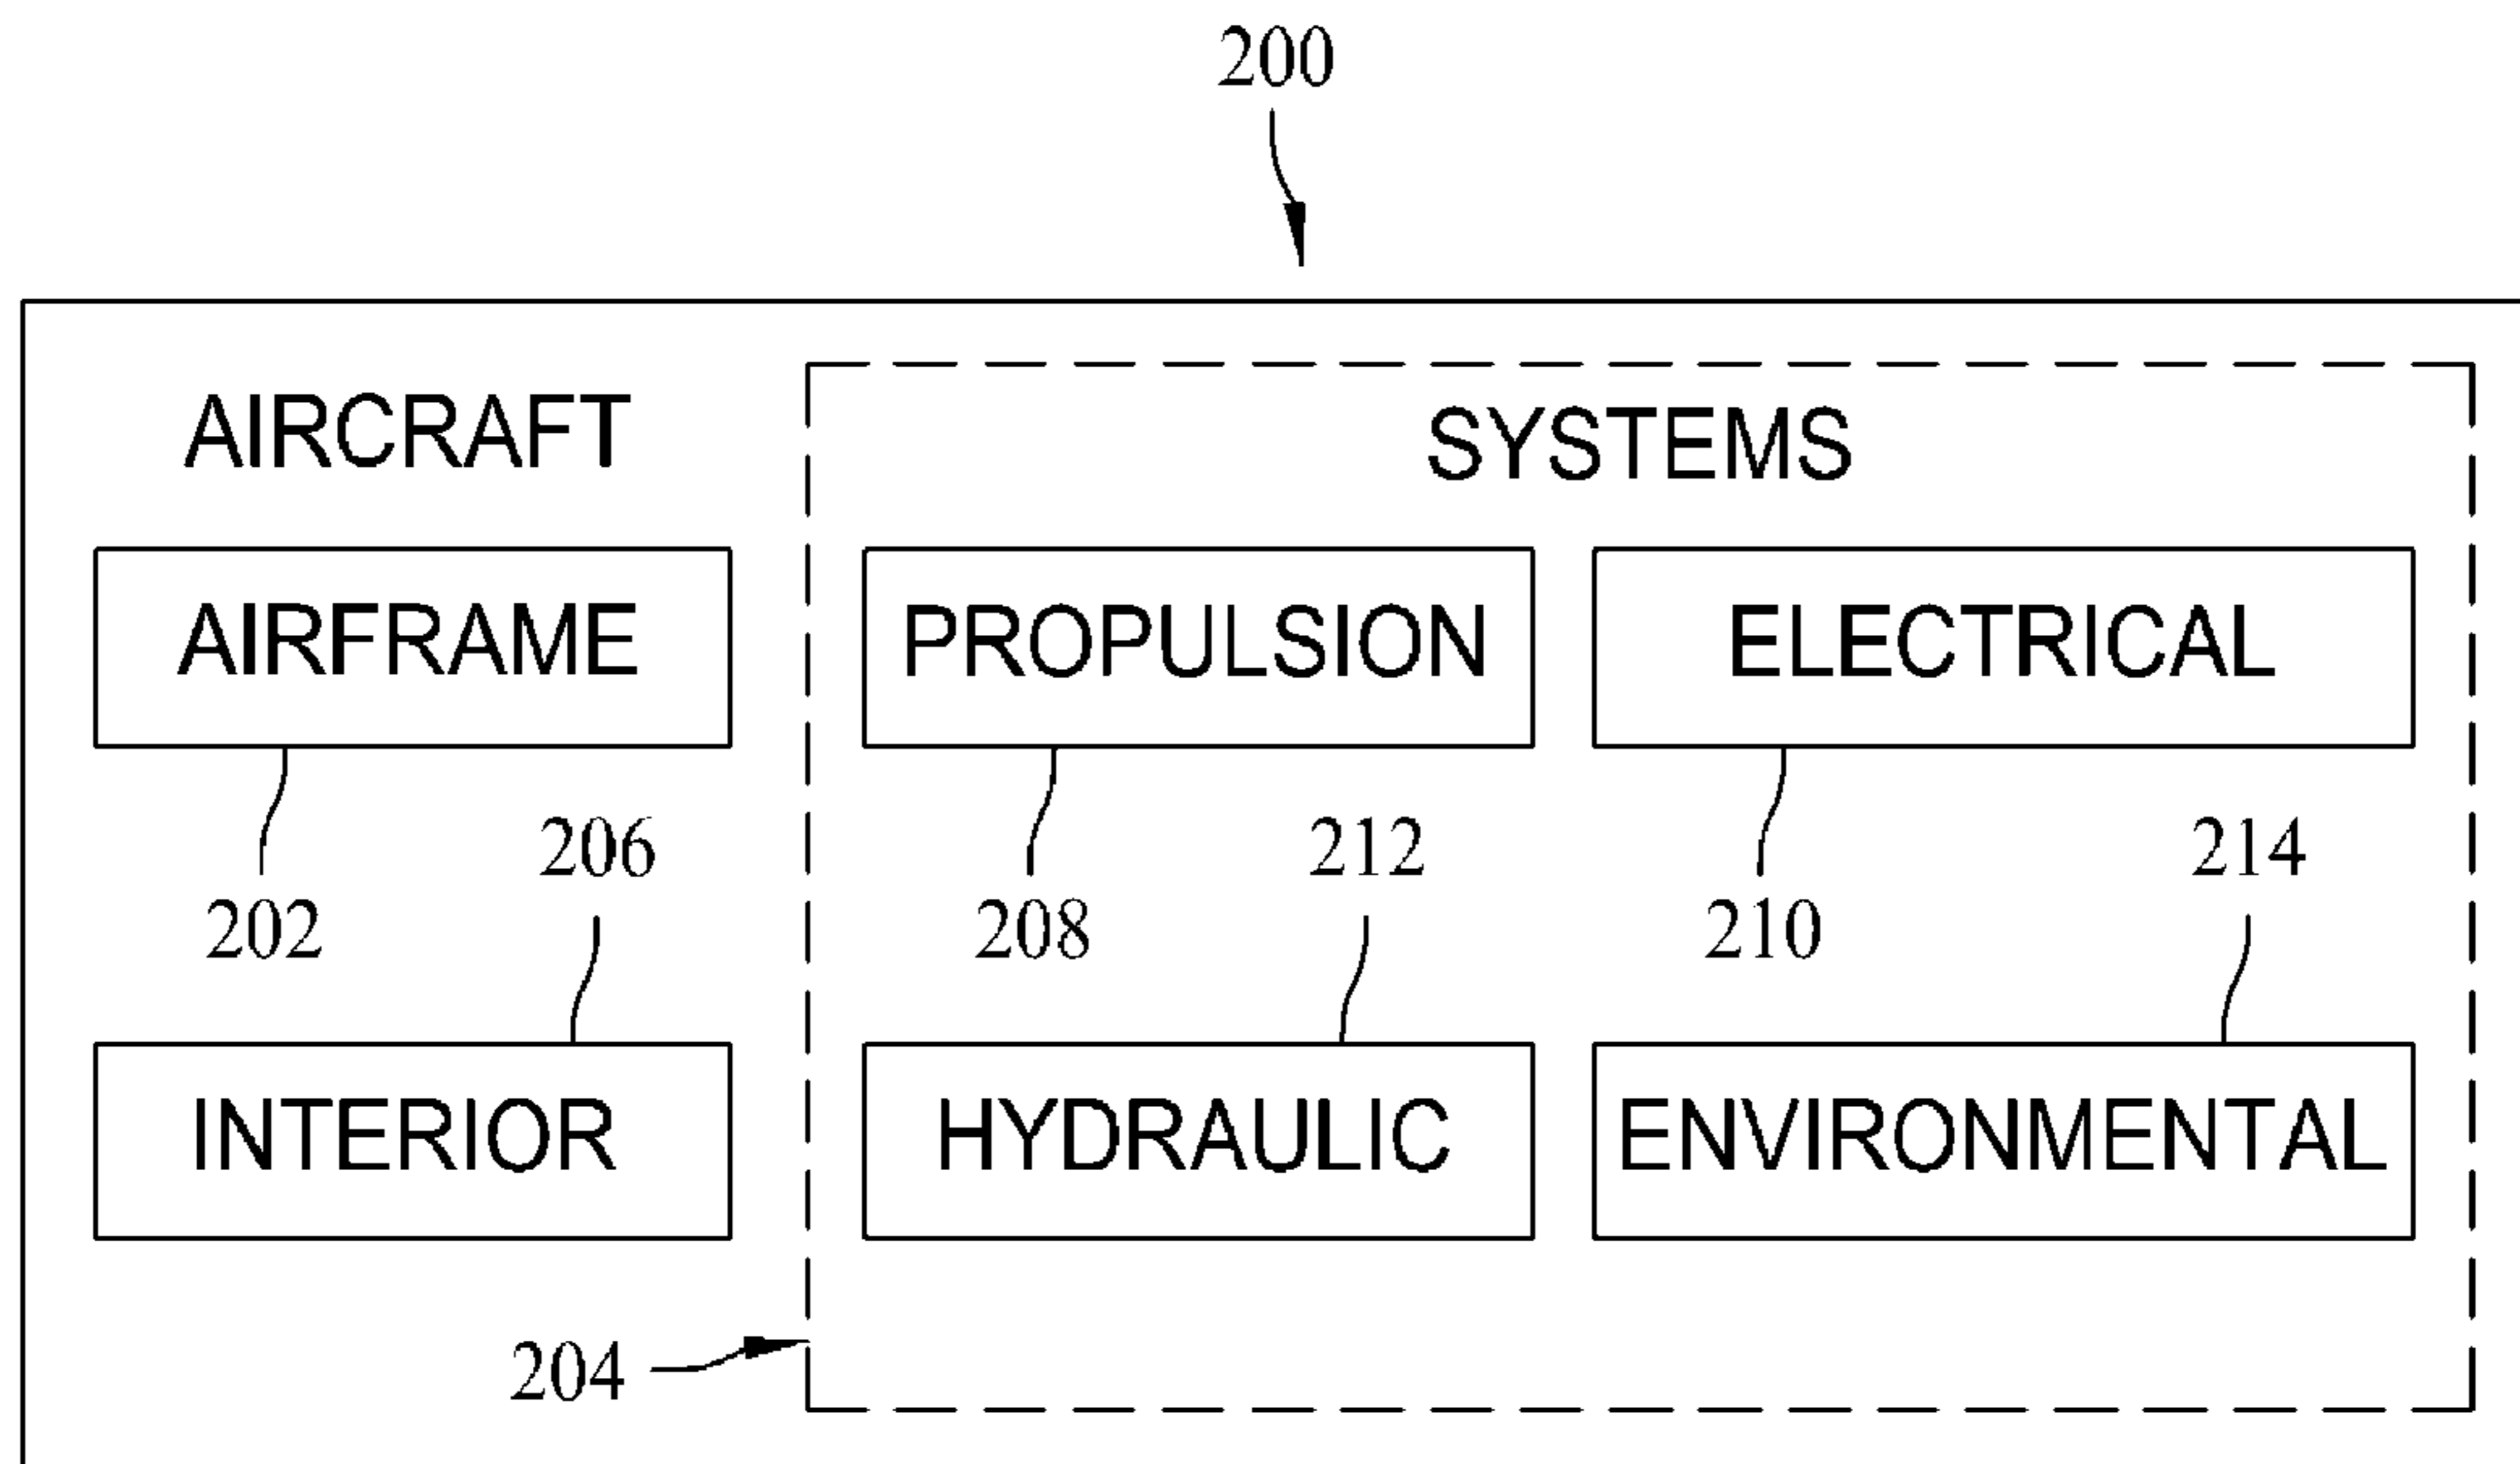 200
AIRCRAFT
SYSTEMS
AIRFRAME
PROPULSION
ELECTRICAL
206
212
214
202
208
210
INTERIOR
HYDRAULIC
ENVIRONMENTAL
204